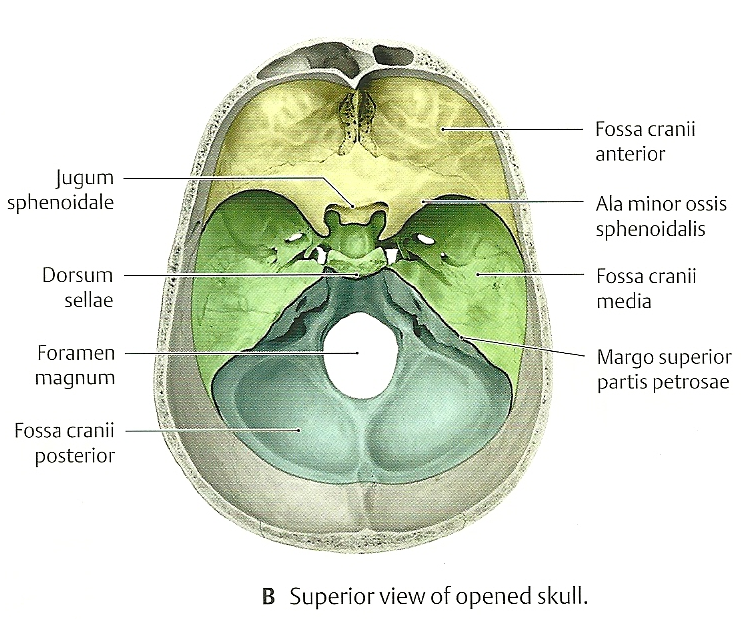 Fossa cranii
anterior
Jugum
sphenoidale
Ala minor ossis
sphenoidalis
Dorsum
sellae
Fossa cranii
media
Foramen
magnum
Margo superior
partis petrosae
Fossa cranii
posterior
B Superior view of opened skull.